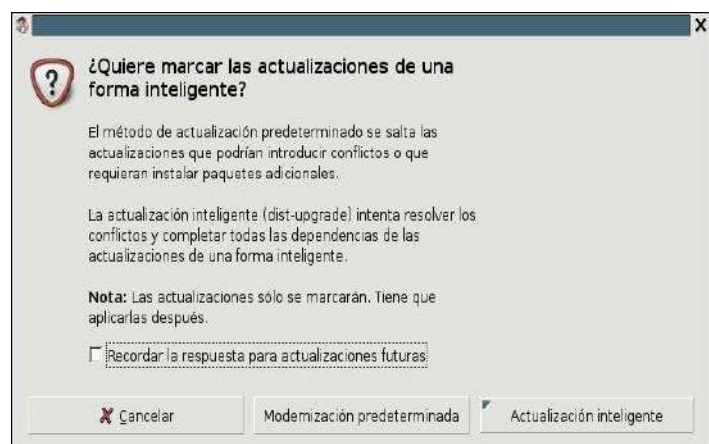 X
¿Quiere marcar las actualizaciones de una
forma inteligente?
El método de actualización predeterminado se salta las
actualizaciones que podrían introducir conflictos o que
requieran instalar paquetes adicionales.
La actualización inteligente (dist-upgrade) intenta resolver los
conflictos y completar todas las dependencias de las
actualizaciones de una forma inteligente.
Nota: Las actualizaciones sólo se marcarán. Tiene que
aplicarlas después.
Recordar la respuesta para actualizaciones futuras
Cancelar
Modernización predeterminada
Actualización inteligente